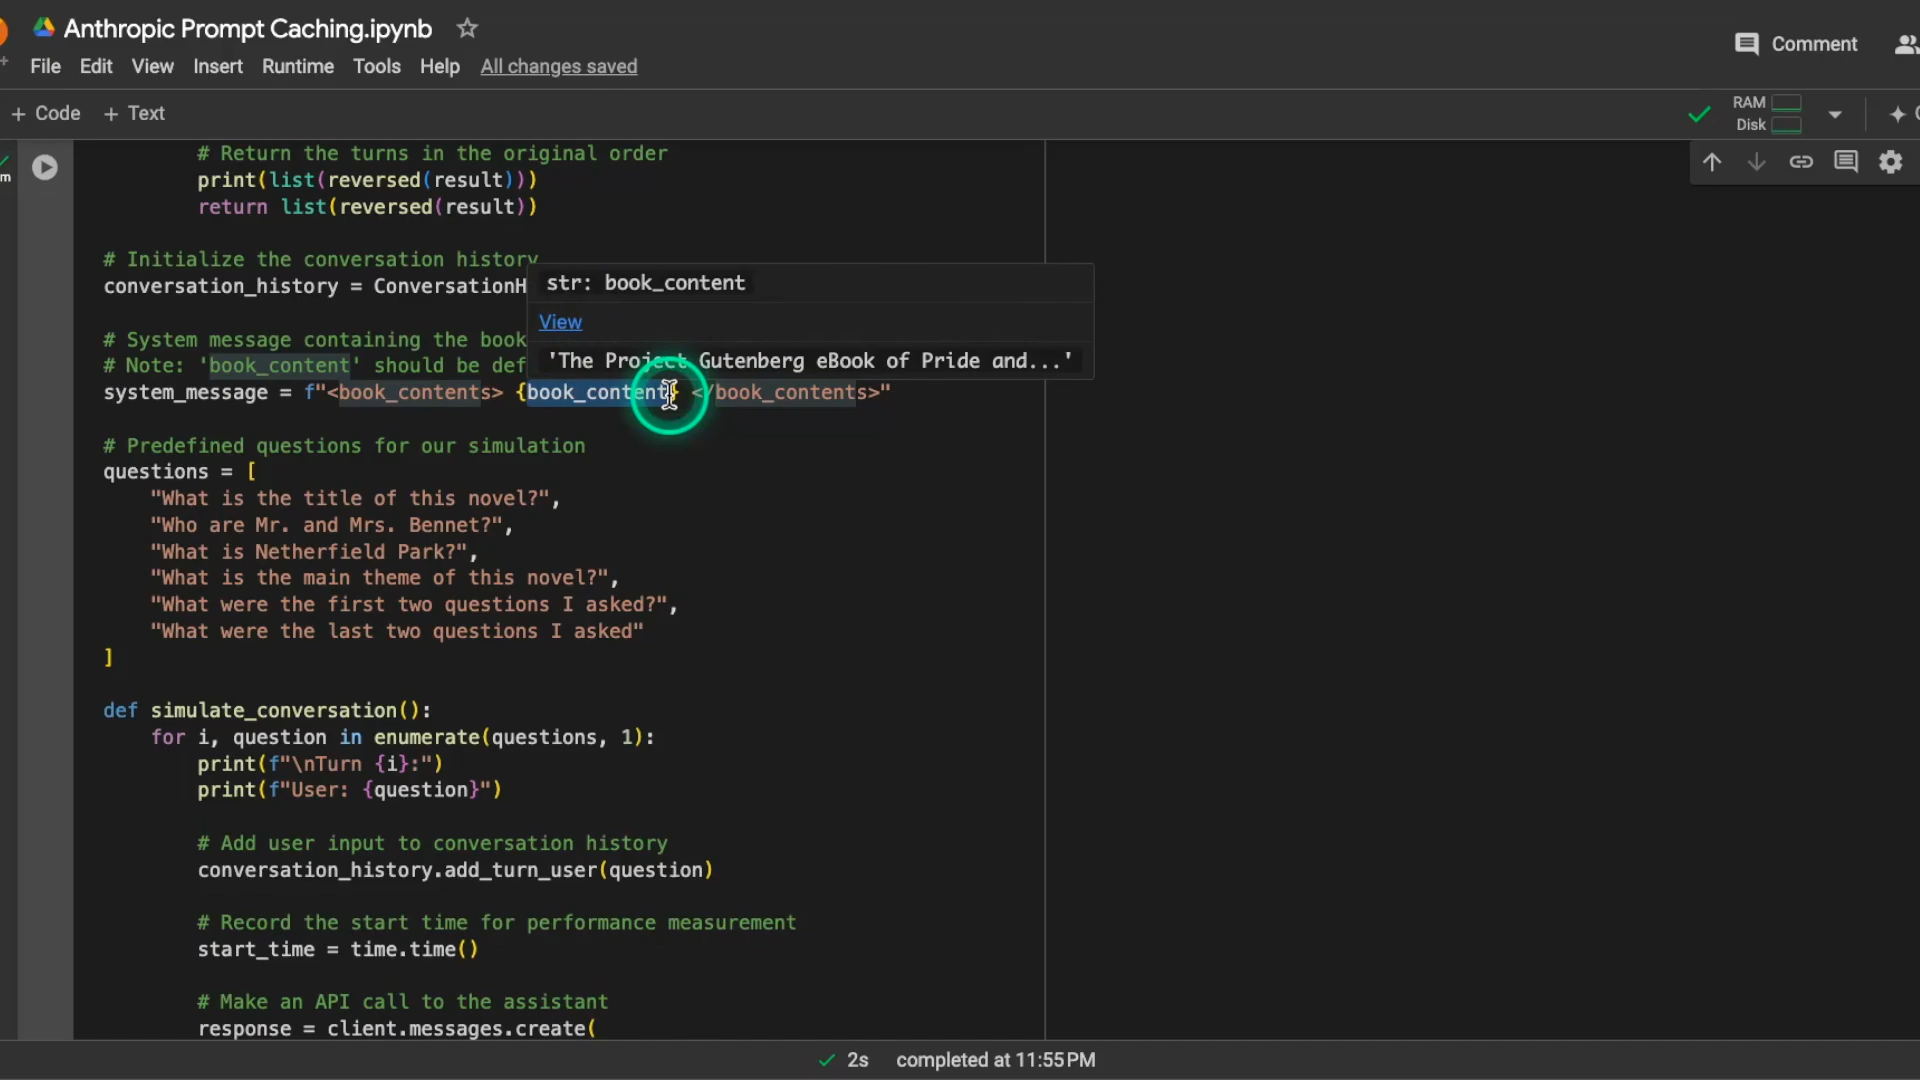 Anthropic Prompt Caching.ipynb
Comment
File Edit View Insert Runtime Tools Help All changes saved
+ Code + Text
RAM
Disk
# Return the turns in the original order
print(list(reversed(result)))
return list(reversed(result))
# Initialize the conversation history
conversation_history = ConversationH
str: book_content
View
'The Project Gutenberg eBook of Pride and...'
# System message containing the book
# Note: 'book_content' should be def
system_message = f"<book_contents> {book_content} </book_contents>"
# Predefined questions for our simulation
questions = [
"What is the title of this novel?",
"Who are Mr. and Mrs. Bennet?",
"What is Netherfield Park?",
"What is the main theme of this novel?",
"What were the first two questions I asked?",
"What were the last two questions I asked"
]
def simulate_conversation():
for i, question in enumerate(questions, 1):
print(f"\nTurn {i}:")
print(f"User: {question}")
# Add user input to conversation history
conversation_history.add_turn_user(question)
# Record the start time for performance measurement
start_time = time.time()
# Make an API call to the assistant
response = client.messages.create(
2s completed at 11:55 PM